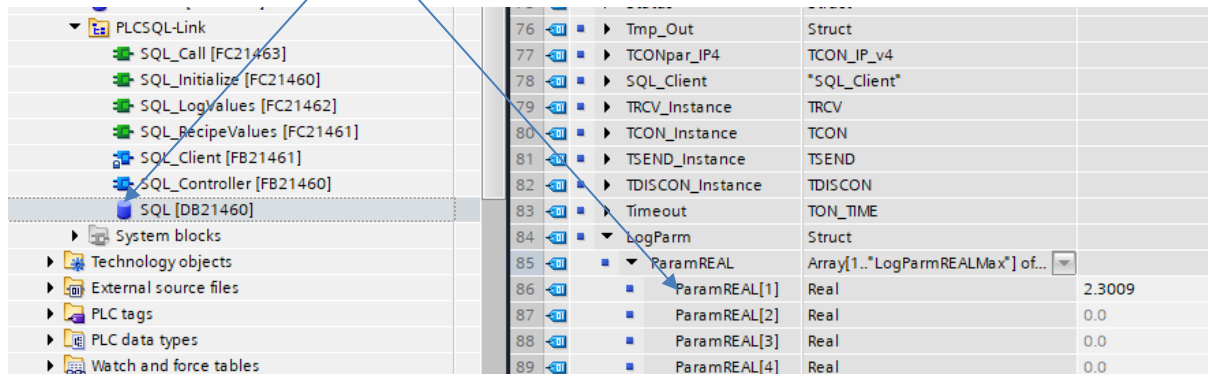 PLCSQL-Link
SQL_Call [FC21463]
SQL_Initialize [FC21460]
SQL_LogValues [FC21462]
SQL_RecipeValues [FC21461]
SQL_Client [FB21461]
SQL_Controller [FB21460]
SQL [DB21460]
System blocks
Technology objects
External source files
PLC tags
PLC data types
Watch and force tables
76 Tmp_Out Struct
77 TCONpar_IP4 TCON_IP_v4
78 SQL_Client "SQL_Client"
79 TRCV_Instance TRCV
80 TCON_Instance TCON
81 TSEND_Instance TSEND
82 TDISCON_Instance TDISCON
83 Timeout TON_TIME
84 LogParm Struct
85 ParamREAL Array[1.."LogParmREALMax"] of...
86 ParamREAL[1] Real 2.3009
87 ParamREAL[2] Real 0.0
88 ParamREAL[3] Real 0.0
89 ParamREAL[4] Real 0.0